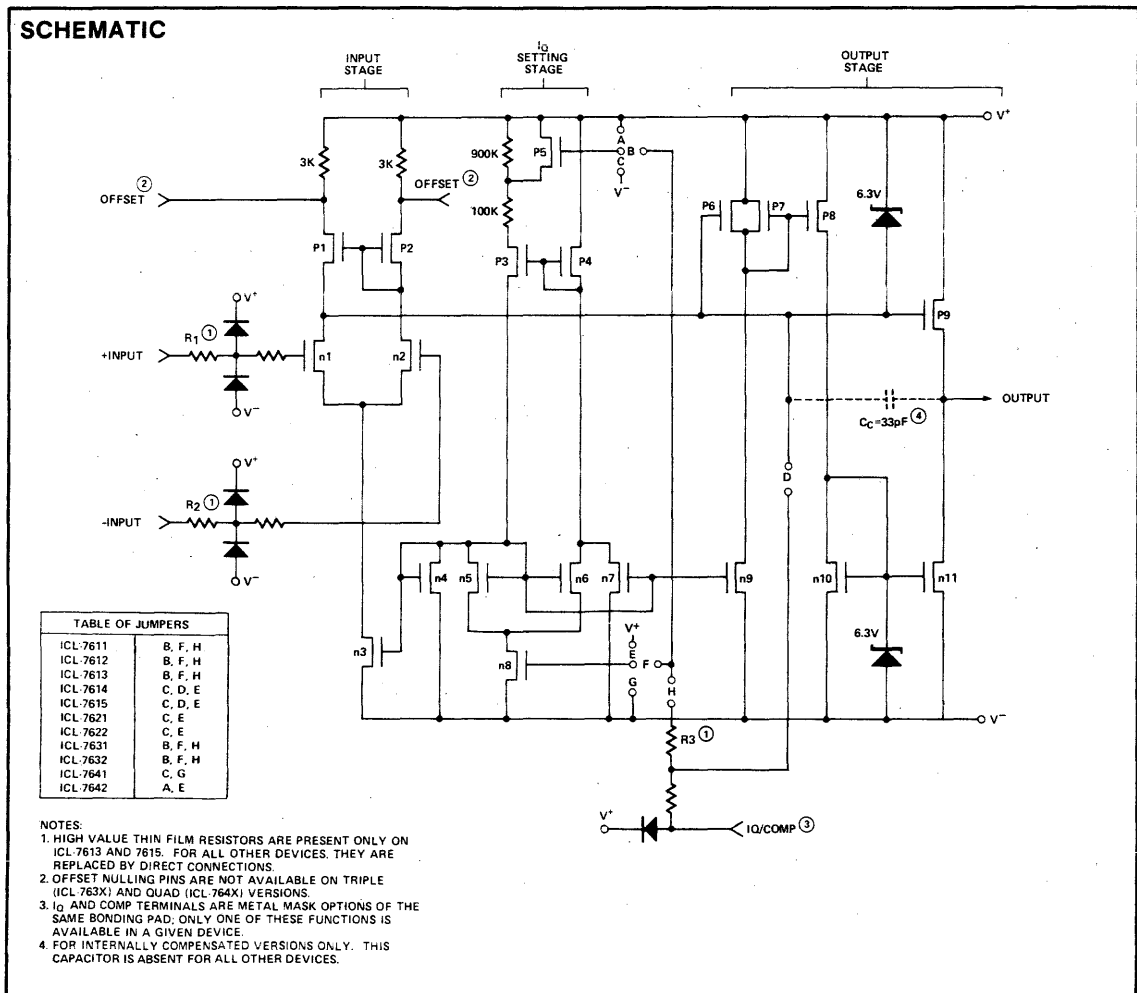 SCHEMATIC
INPUT
STAGE
IQ
SETTING
STAGE
OUTPUT
STAGE
V+
3K
3K
900K
P5
A
B
C
V−
OFFSET ②
OFFSET ②
100K
P6
P7
P8
6.3V
P1
P2
P3
P4
P9
V+
R1 ①
+INPUT
n1
n2
V−
OUTPUT
CC=33pF ④
V+
D
R2 ①
-INPUT
V−
n4
n5
n6
n7
n9
n10
n11
V+
E
F
G
6.3V
n3
n8
H
V−
R3 ①
V+
IQ/COMP ③
TABLE OF JUMPERS
ICL-7611 B, F, H
ICL-7612 B, F, H
ICL-7613 B, F, H
ICL-7614 C, D, E
ICL-7615 C, D, E
ICL-7621 C, E
ICL-7622 C, E
ICL-7631 B, F, H
ICL-7632 B, F, H
ICL-7641 C, G
ICL-7642 A, E
NOTES:
1. HIGH VALUE THIN FILM RESISTORS ARE PRESENT ONLY ON
ICL-7613 AND 7615. FOR ALL OTHER DEVICES, THEY ARE
REPLACED BY DIRECT CONNECTIONS.
2. OFFSET NULLING PINS ARE NOT AVAILABLE ON TRIPLE
(ICL-763X) AND QUAD (ICL-764X) VERSIONS.
3. IQ AND COMP TERMINALS ARE METAL MASK OPTIONS OF THE
SAME BONDING PAD; ONLY ONE OF THESE FUNCTIONS IS
AVAILABLE IN A GIVEN DEVICE.
4. FOR INTERNALLY COMPENSATED VERSIONS ONLY. THIS
CAPACITOR IS ABSENT FOR ALL OTHER DEVICES.